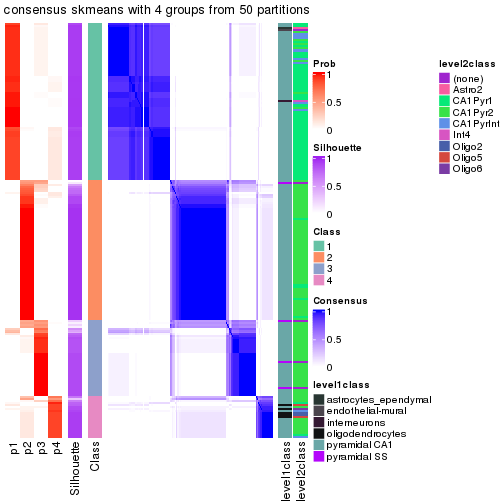 consensus skmeans with 4 groups from 50 partitions
p1
p2
p3
p4
Silhouette
Class
level1class
level2class
Prob
1
0.5
0
Silhouette
1
0.5
0
Class
1
2
3
4
Consensus
1
0.5
0
level1class
astrocytes_ependymal
endothelial-mural
interneurons
oligodendrocytes
pyramidal CA1
pyramidal SS
level2class
(none)
Astro2
CA1Pyr1
CA1Pyr2
CA1PyrInt
Int4
Oligo2
Oligo5
Oligo6